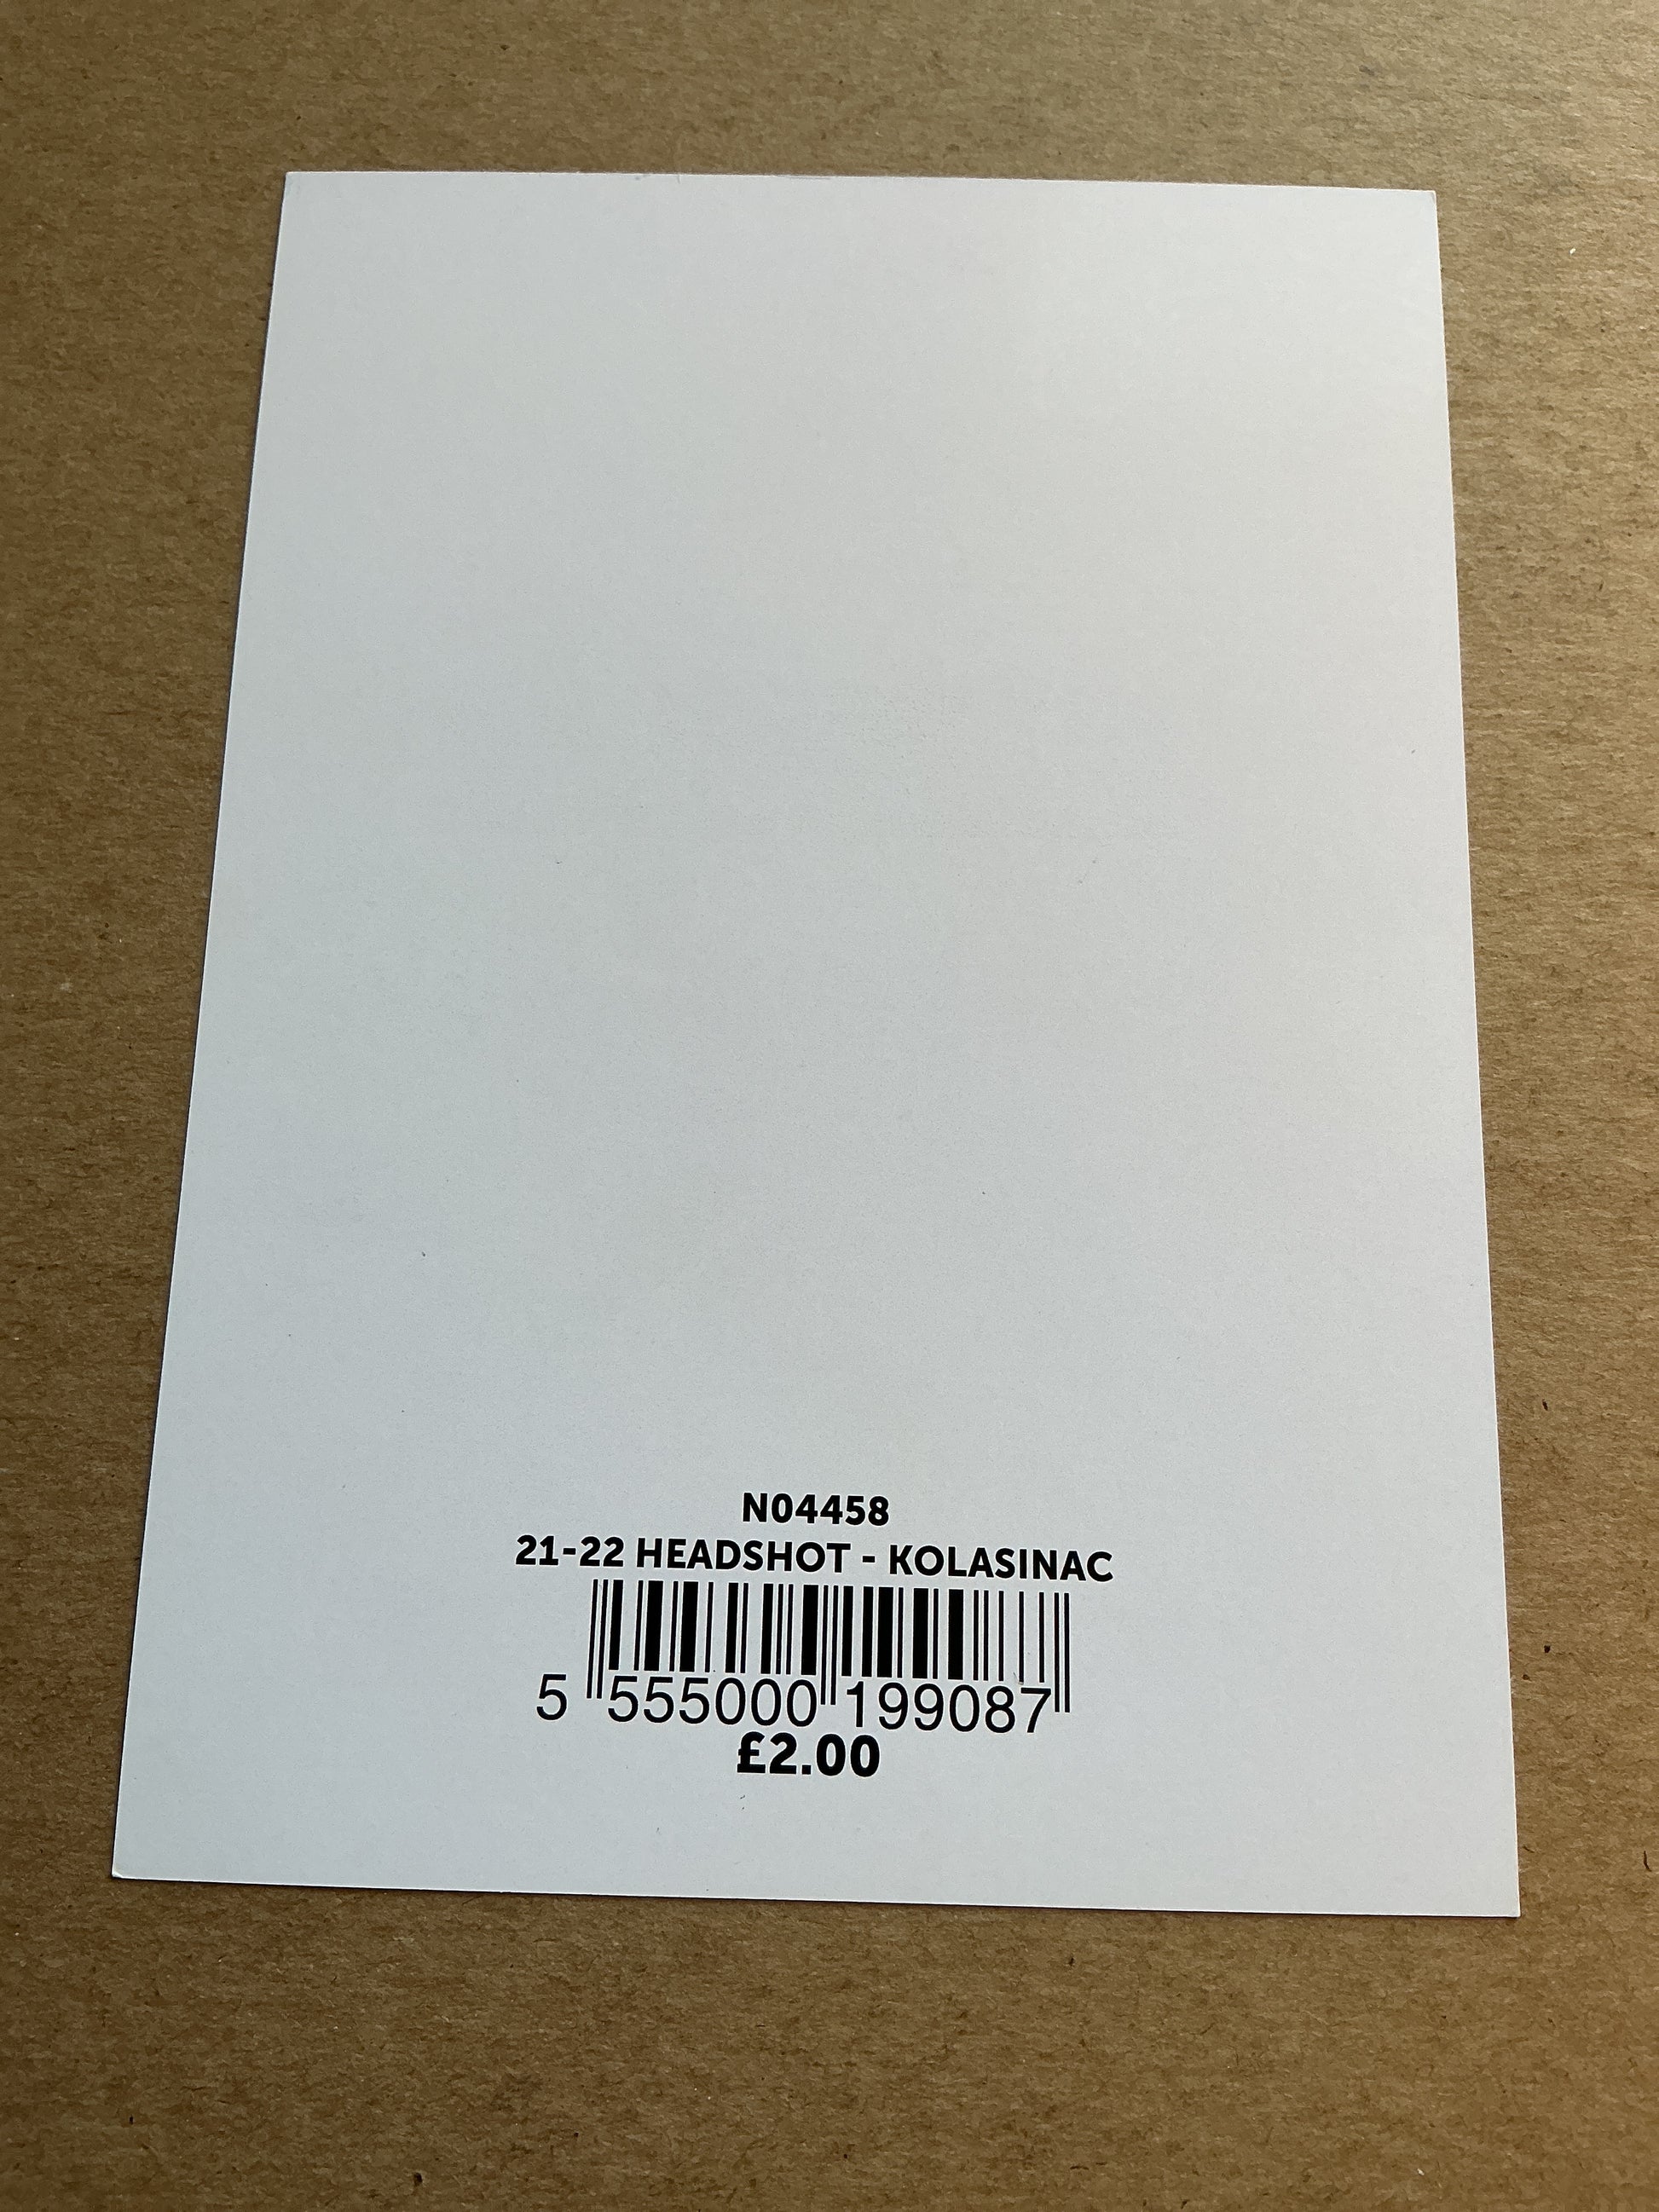 N04458
21-22 HEADSHOT - KOLASINAC
5 555000 199087
£2.00